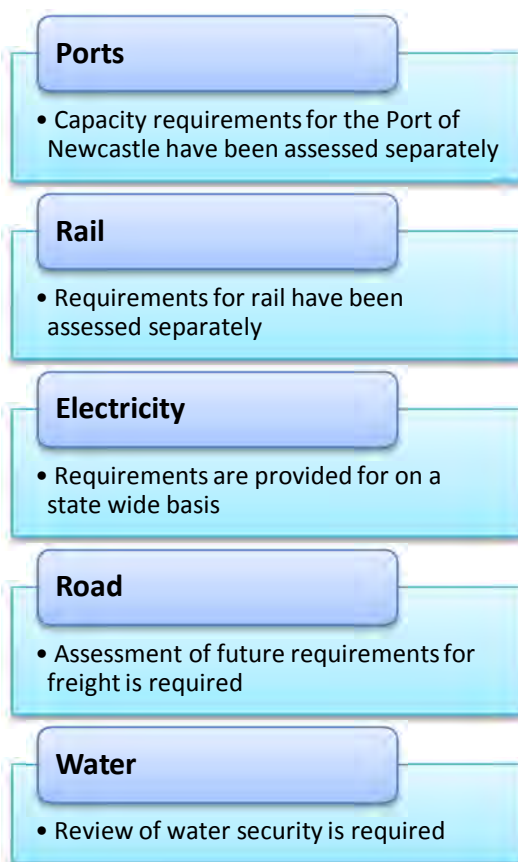 Ports
• Capacity requirements for the Port of
Newcastle have been assessed separately
Rail
• Requirements for rail have been
assessed separately
Electricity
• Requirements are provided for on a
state wide basis
Road
• Assessment of future requirements for
freight is required
Water
• Review of water security is required